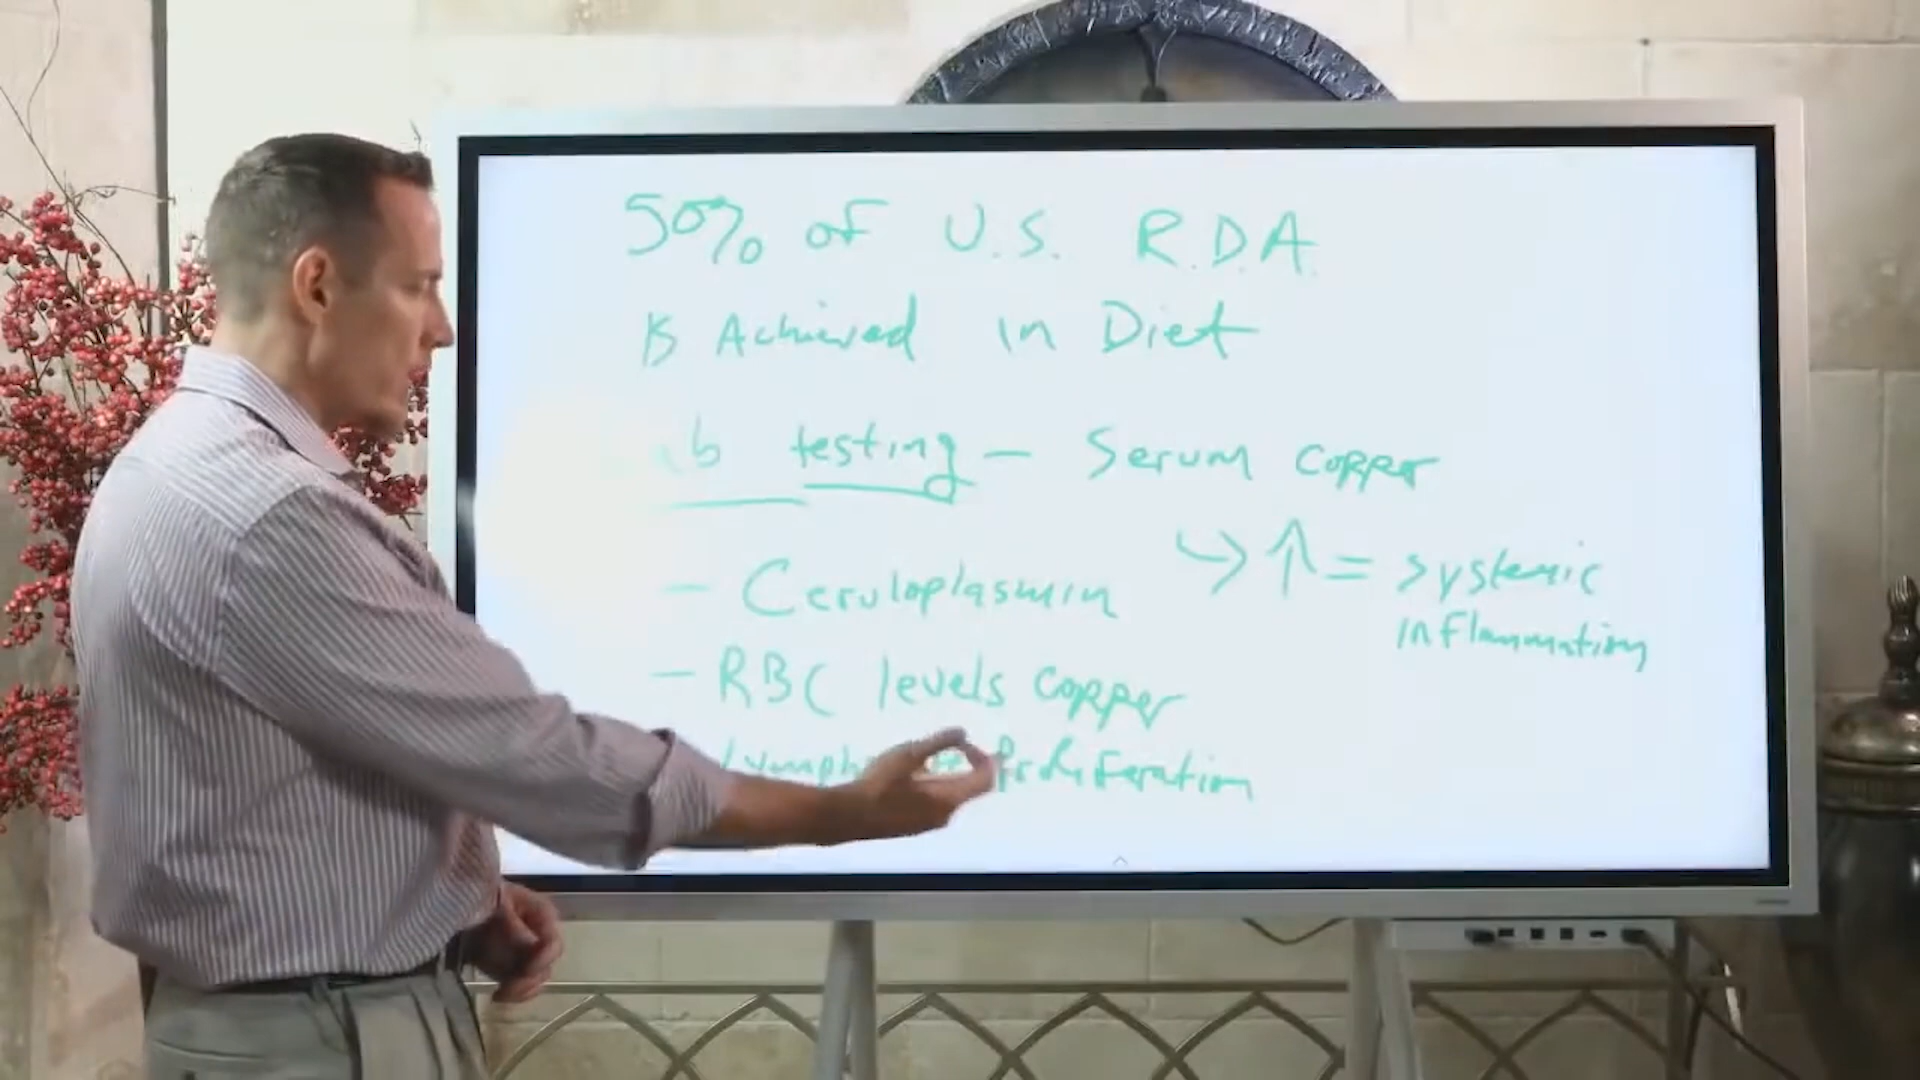 50% of U.S. R.D.A.
is Achieved in Diet
testing - Serum copper
↳ ↑ = systemic
inflammation
- Ceruloplasmin
- RBC levels copper
Proliferation